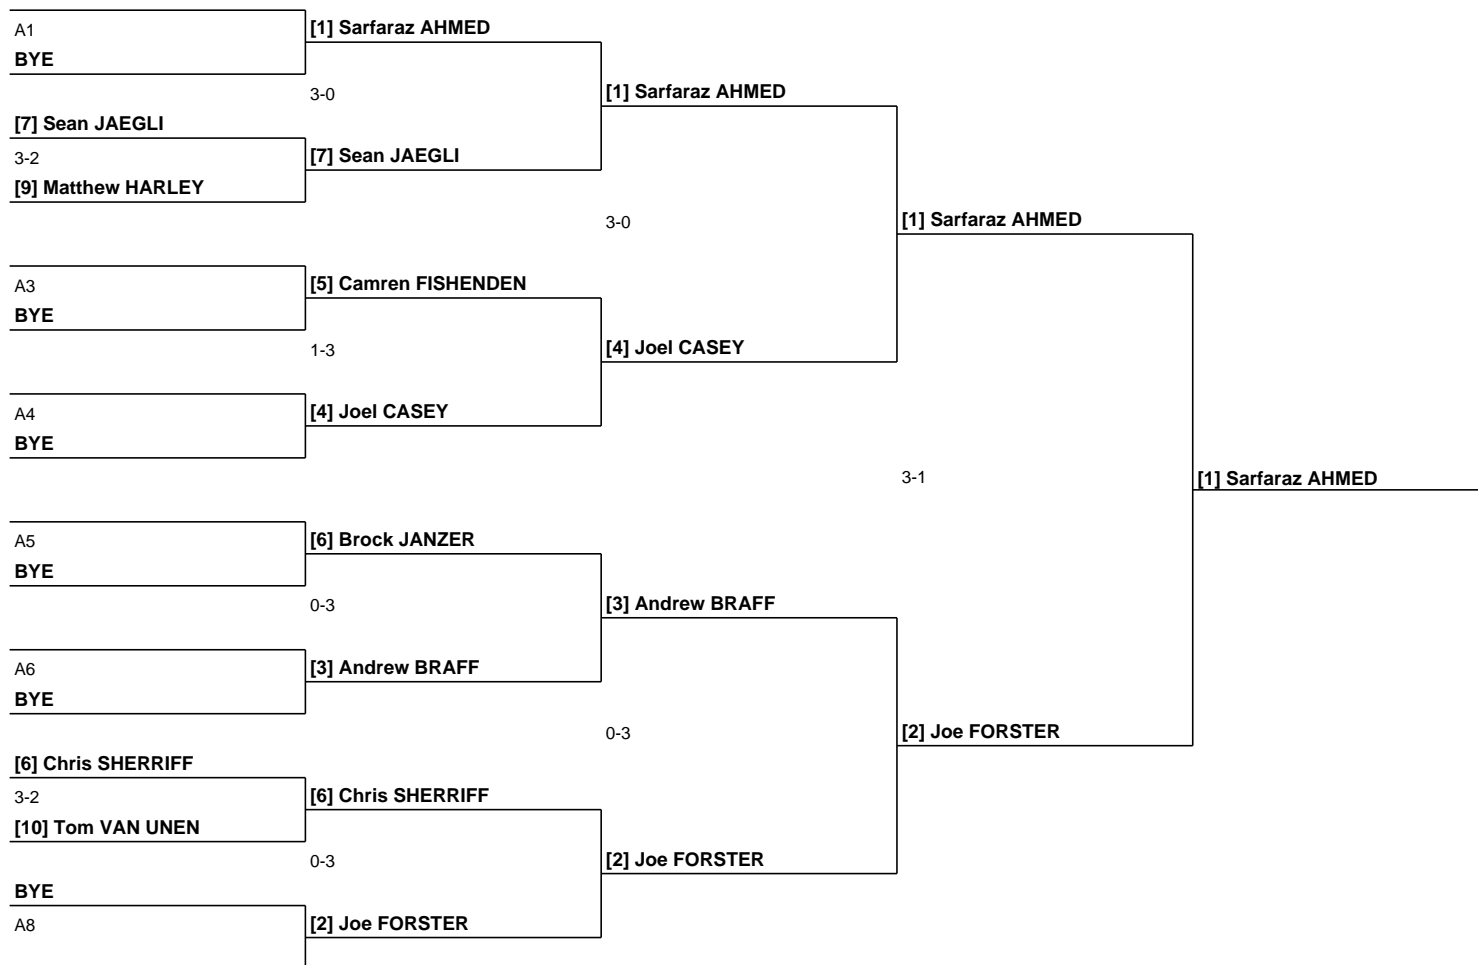 A1
BYE
[7] Sean JAEGLI
3-2
[9] Matthew HARLEY
A3
BYE
A4
BYE
A5
BYE
A6
BYE
[6] Chris SHERRIFF
3-2
[10] Tom VAN UNEN
BYE
A8
[1] Sarfaraz AHMED
3-0
[7] Sean JAEGLI
[5] Camren FISHENDEN
1-3
[4] Joel CASEY
[6] Brock JANZER
0-3
[3] Andrew BRAFF
[6] Chris SHERRIFF
0-3
[2] Joe FORSTER
[1] Sarfaraz AHMED
3-0
[4] Joel CASEY
[3] Andrew BRAFF
0-3
[2] Joe FORSTER
[1] Sarfaraz AHMED
3-1
[2] Joe FORSTER
[1] Sarfaraz AHMED